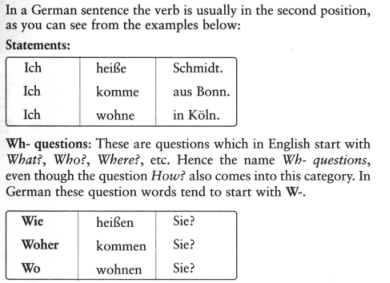 In a German sentence the verb is usually in the second position,
as you can see from the examples below:
Statements:
Ich heiße Schmidt.
Ich komme aus Bonn.
Ich wohne in Köln.
Wh- questions: These are questions which in English start with
What?, Who?, Where?, etc. Hence the name Wh- questions,
even though the question How? also comes into this category. In
German these question words tend to start with W-.
Wie heißen Sie?
Woher kommen Sie?
Wo wohnen Sie?